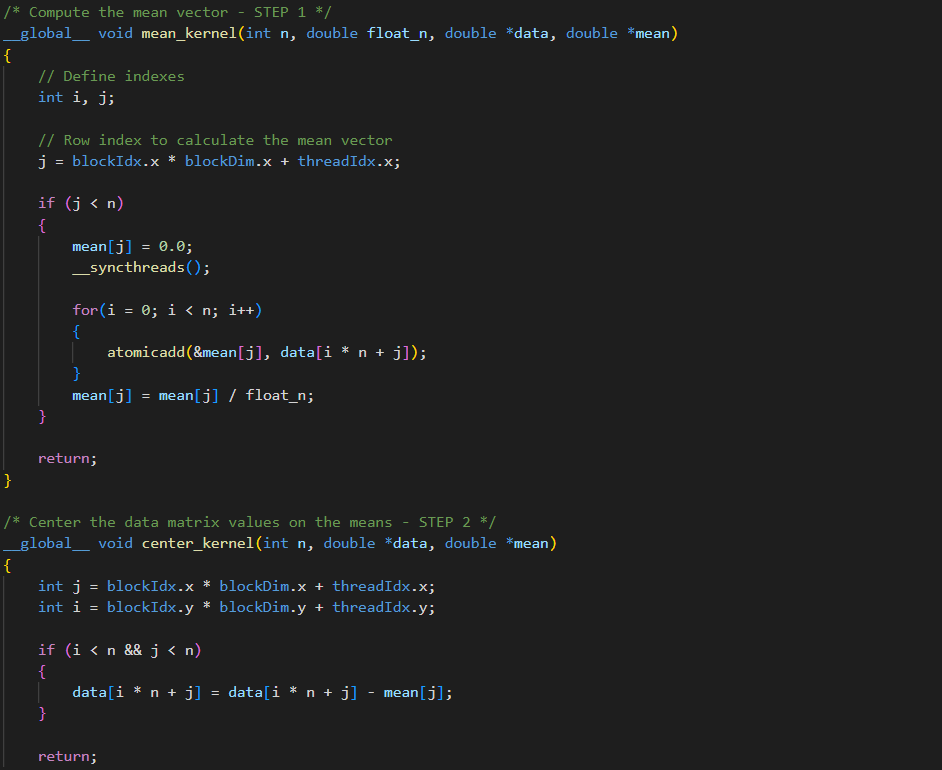 /* Compute the mean vector - STEP 1 */
__global__ void mean_kernel(int n, double float_n, double *data, double *mean)
{
    // Define indexes
    int i, j;

    // Row index to calculate the mean vector
    j = blockIdx.x * blockDim.x + threadIdx.x;

    if (j < n)
    {
        mean[j] = 0.0;
        __syncthreads();

        for(i = 0; i < n; i++)
        {
            atomicadd(&mean[j], data[i * n + j]);
        }
        mean[j] = mean[j] / float_n;
    }

    return;
}

/* Center the data matrix values on the means - STEP 2 */
__global__ void center_kernel(int n, double *data, double *mean)
{
    int j = blockIdx.x * blockDim.x + threadIdx.x;
    int i = blockIdx.y * blockDim.y + threadIdx.y;

    if (i < n && j < n)
    {
        data[i * n + j] = data[i * n + j] - mean[j];
    }

    return;